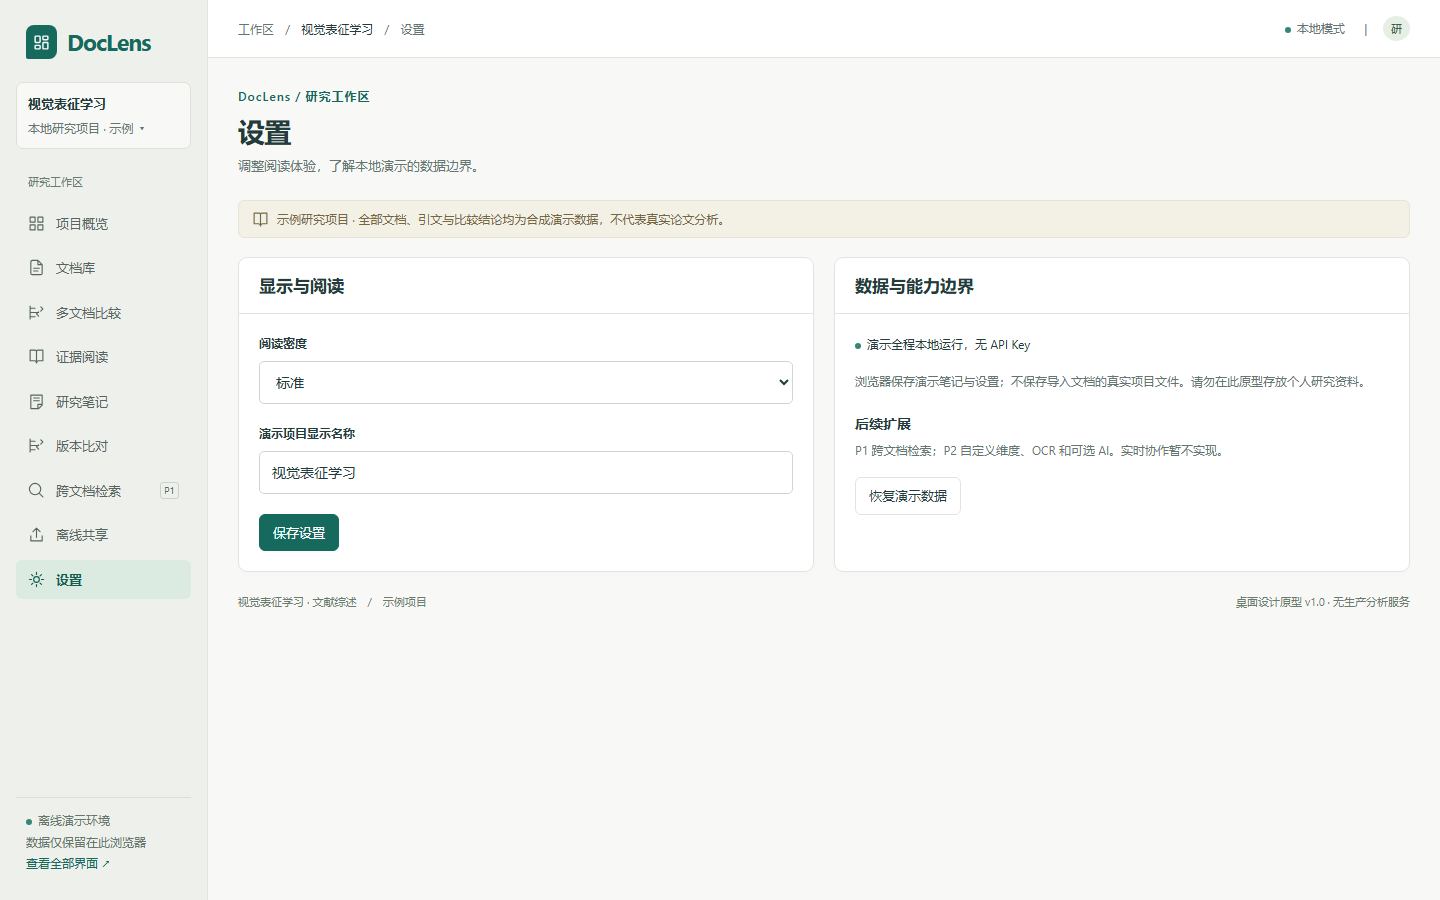 DocLens
视觉表征学习
本地研究项目 · 示例 ▾
研究工作区
项目概览
文档库
多文档比较
证据阅读
研究笔记
版本比对
跨文档检索 P1
离线共享
设置
离线演示环境
数据仅保留在此浏览器
查看全部界面 ↗
工作区 / 视觉表征学习 / 设置
本地模式 | 研
DocLens / 研究工作区
设置
调整阅读体验，了解本地演示的数据边界。
示例研究项目 · 全部文档、引文与比较结论均为合成演示数据，不代表真实论文分析。
显示与阅读
阅读密度
标准
演示项目显示名称
视觉表征学习
保存设置
数据与能力边界
演示全程本地运行，无 API Key
浏览器保存演示笔记与设置；不保存导入文档的真实项目文件。请勿在此原型存放个人研究资料。
后续扩展
P1 跨文档检索；P2 自定义维度、OCR 和可选 AI。实时协作暂不实现。
恢复演示数据
视觉表征学习 · 文献综述 / 示例项目
桌面设计原型 v1.0 · 无生产分析服务